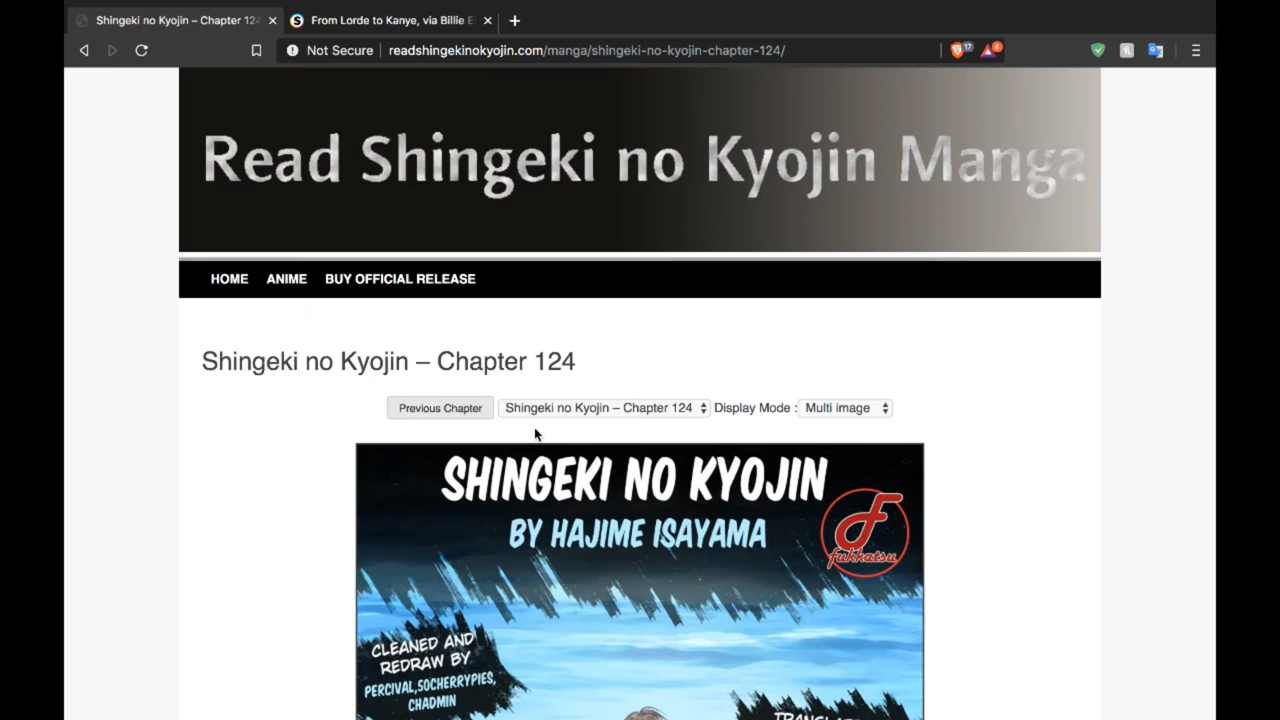 Shingeki no Kyojin – Chapter 124
From Lorde to Kanye, via Billie E
Not Secure
readshingekinokyojin.com/manga/shingeki-no-kyojin-chapter-124/
17
4
Read Shingeki no Kyojin Manga
HOME ANIME BUY OFFICIAL RELEASE
Shingeki no Kyojin – Chapter 124
Previous Chapter Shingeki no Kyojin – Chapter 124 Display Mode : Multi image
SHINGEKI NO KYOJIN
BY HAJIME ISAYAMA
fukkatsu
CLEANED AND
REDRAW BY
PERCIVAL,SOCHERRYPIES,
CHADMIN